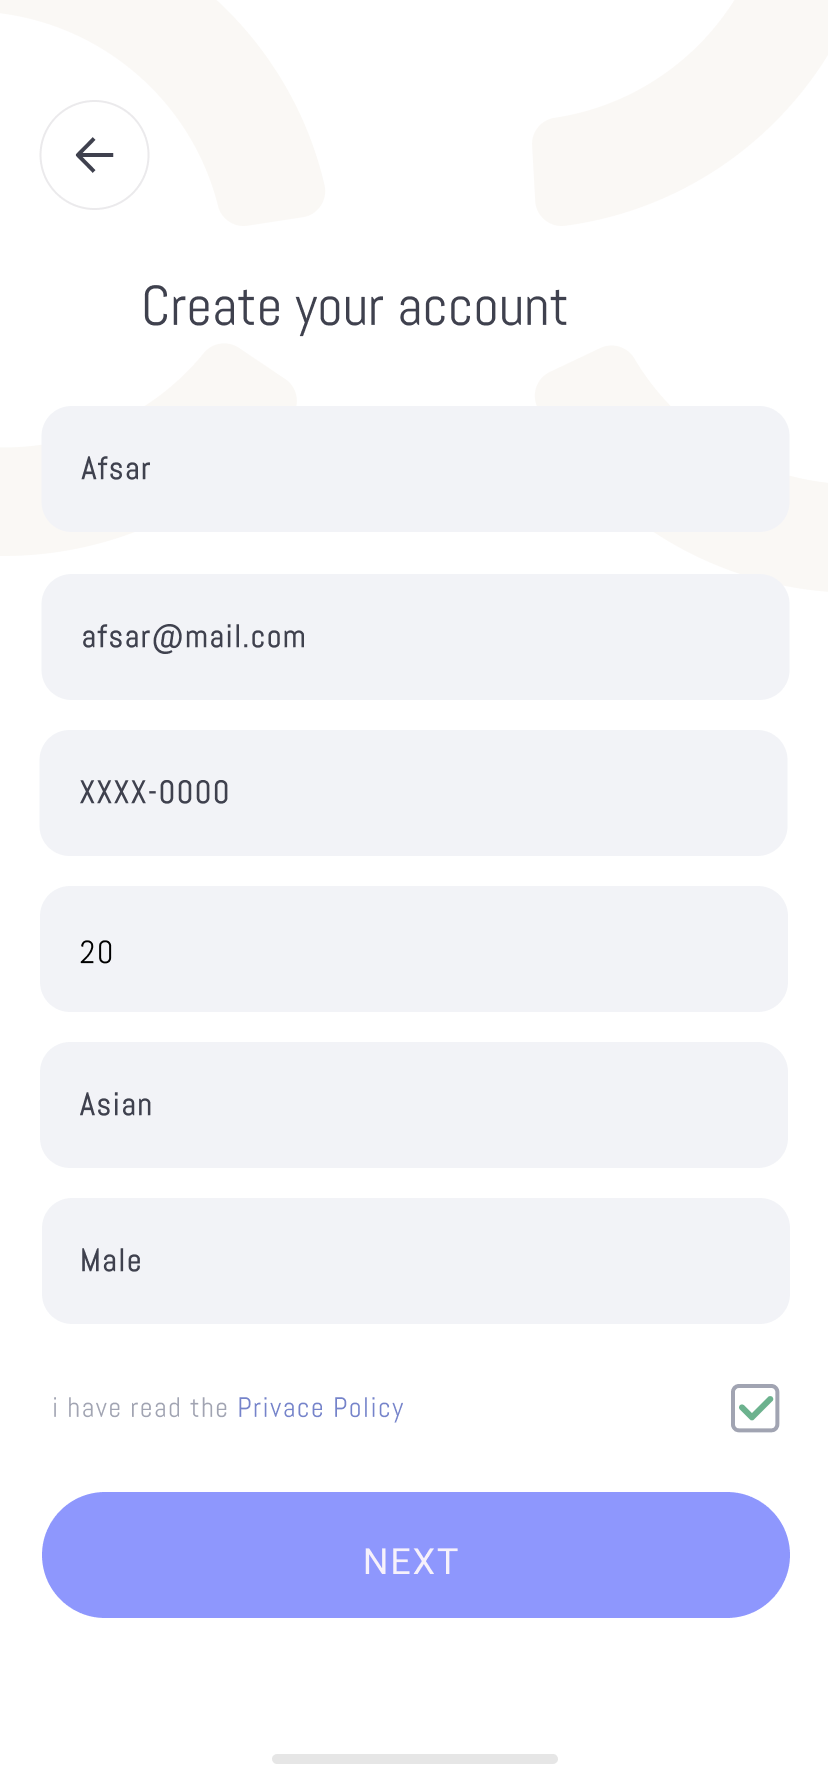 Create your account
Afsar
afsar@mail.com
XXXX-0000
20
Asian
Male
i have read the Privace Policy
NEXT